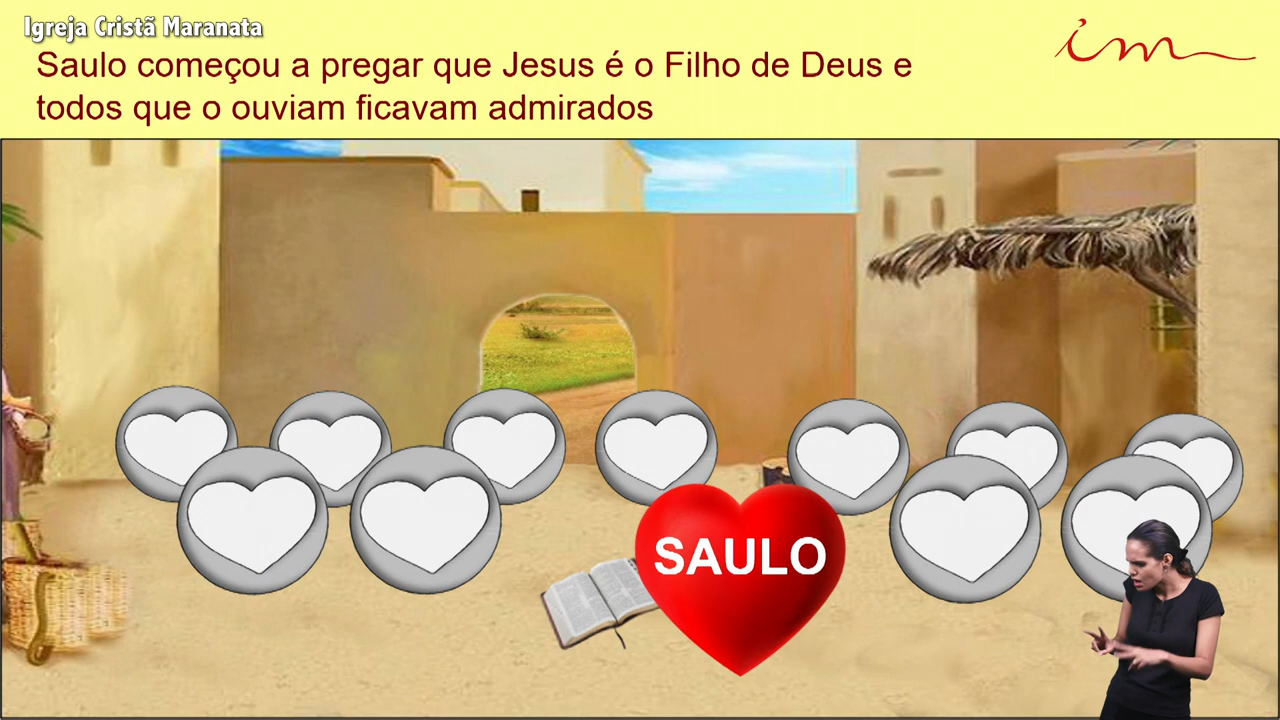 Igreja Cristã Maranata
Saulo começou a pregar que Jesus é o Filho de Deus e
todos que o ouviam ficavam admirados
im
SAULO